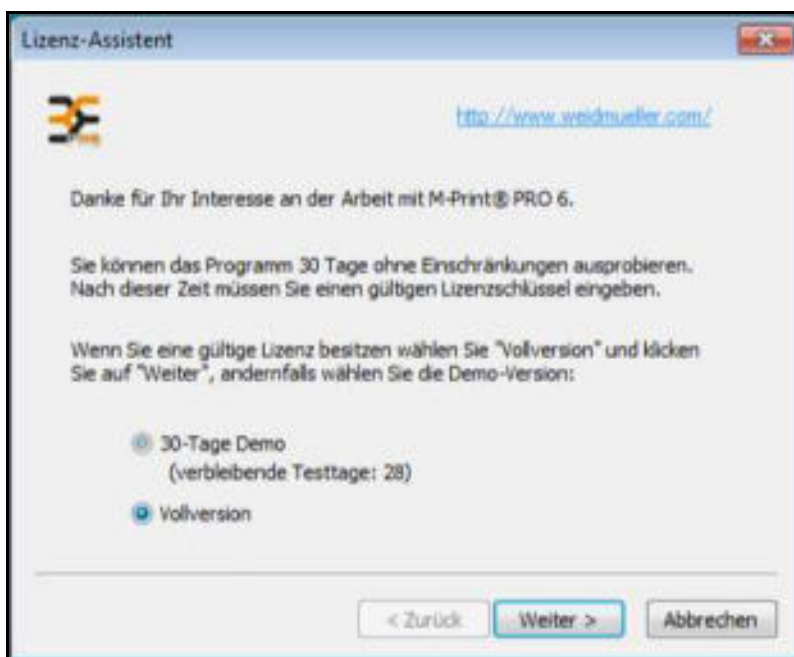 Lizenz-Assistent
http://www.weidmueller.com/
Danke für Ihr Interesse an der Arbeit mit M-Print® PRO 6.
Sie können das Programm 30 Tage ohne Einschränkungen ausprobieren.
Nach dieser Zeit müssen Sie einen gültigen Lizenzschlüssel eingeben.
Wenn Sie eine gültige Lizenz besitzen wählen Sie "Vollversion" und klicken
Sie auf "Weiter", andernfalls wählen Sie die Demo-Version:
30-Tage Demo
(verbleibende Testtage: 28)
Vollversion
< Zurück
Weiter >
Abbrechen